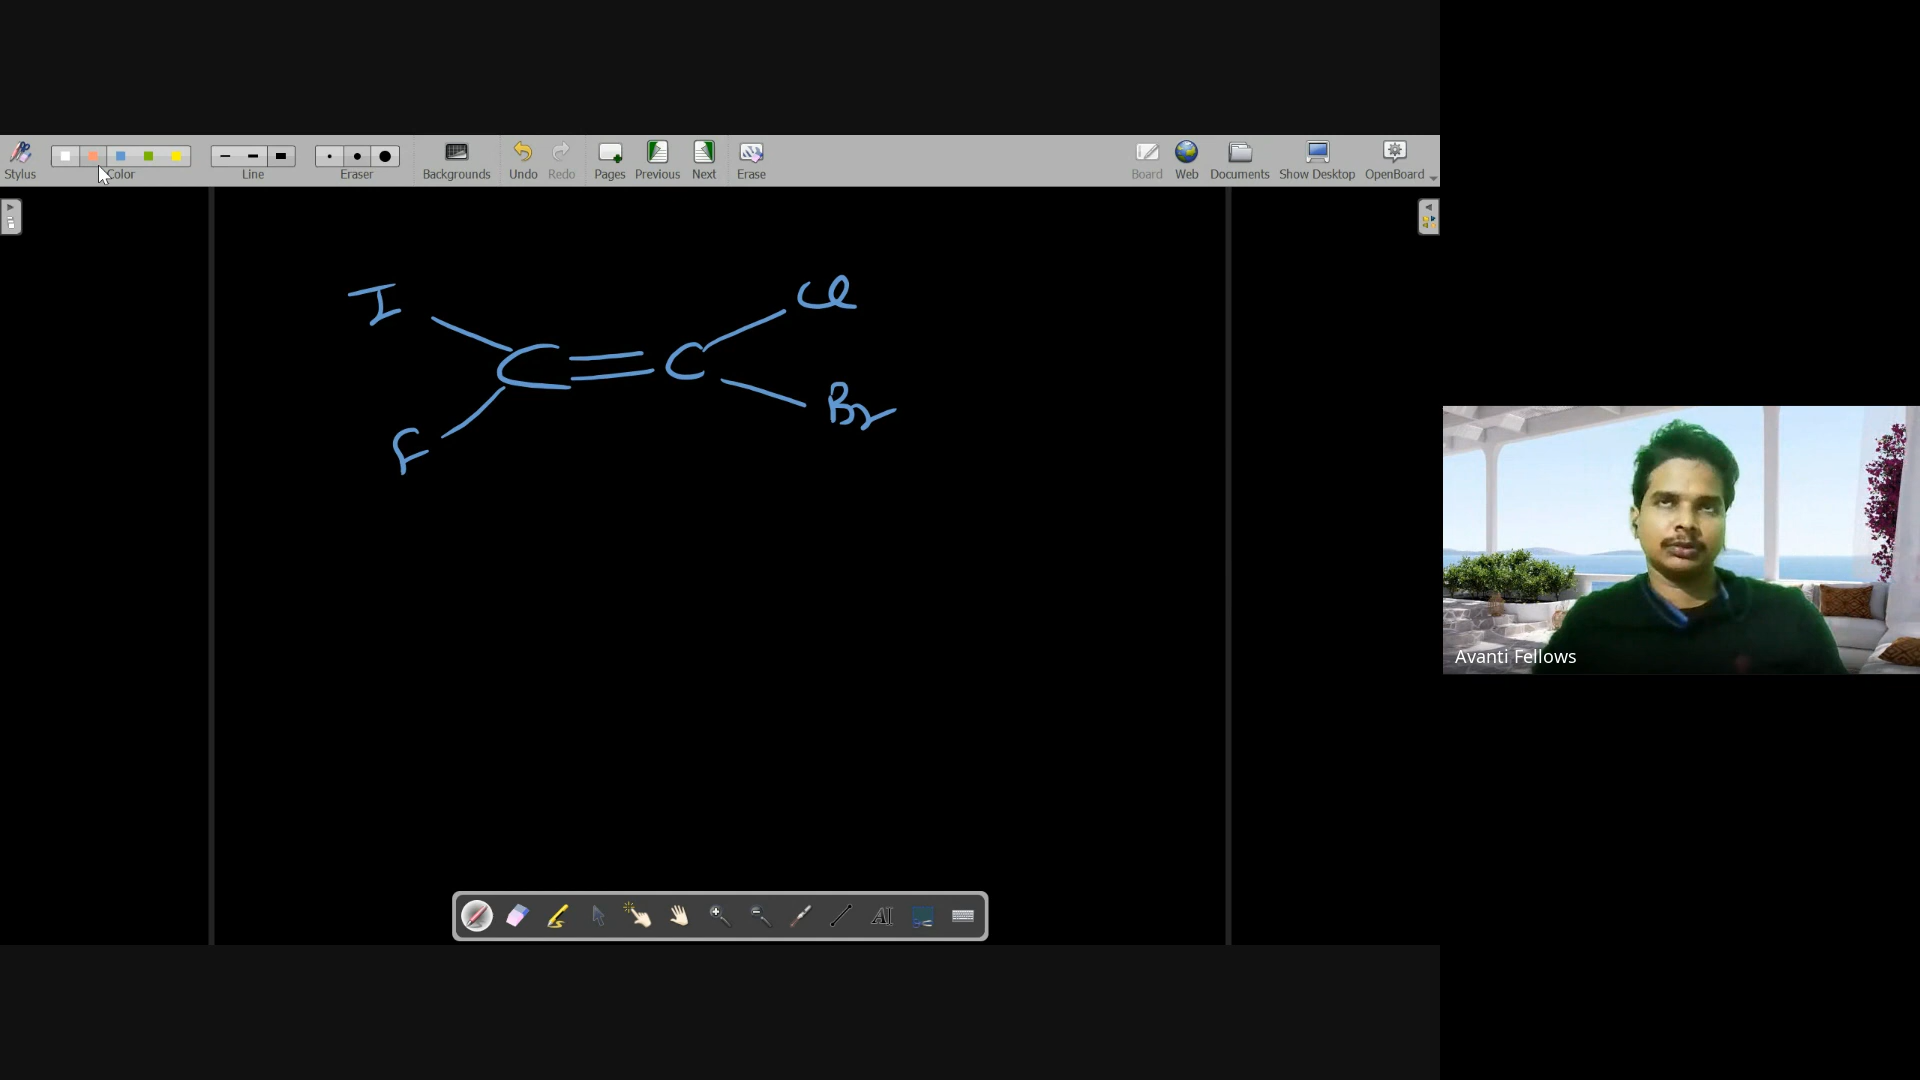 Stylus Color Line Eraser Backgrounds Undo Redo Pages Previous Next Erase Board Web Documents Show Desktop OpenBoard
I Cl
C = C
F Br
Avanti Fellows
AI